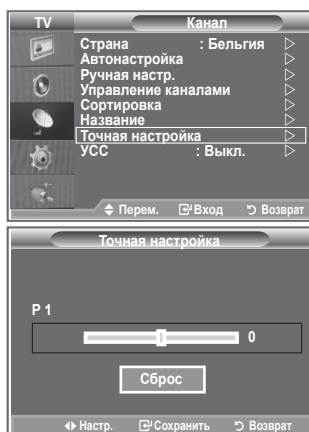 TV Канал
Страна : Бельгия
Автонастройка
Ручная настр.
Управление каналами
Сортировка
Название
Точная настройка
УСС : Выкл.
Перем. Вход Возврат
Точная настройка
P 1
0
Сброс
Настр. Сохранить Возврат